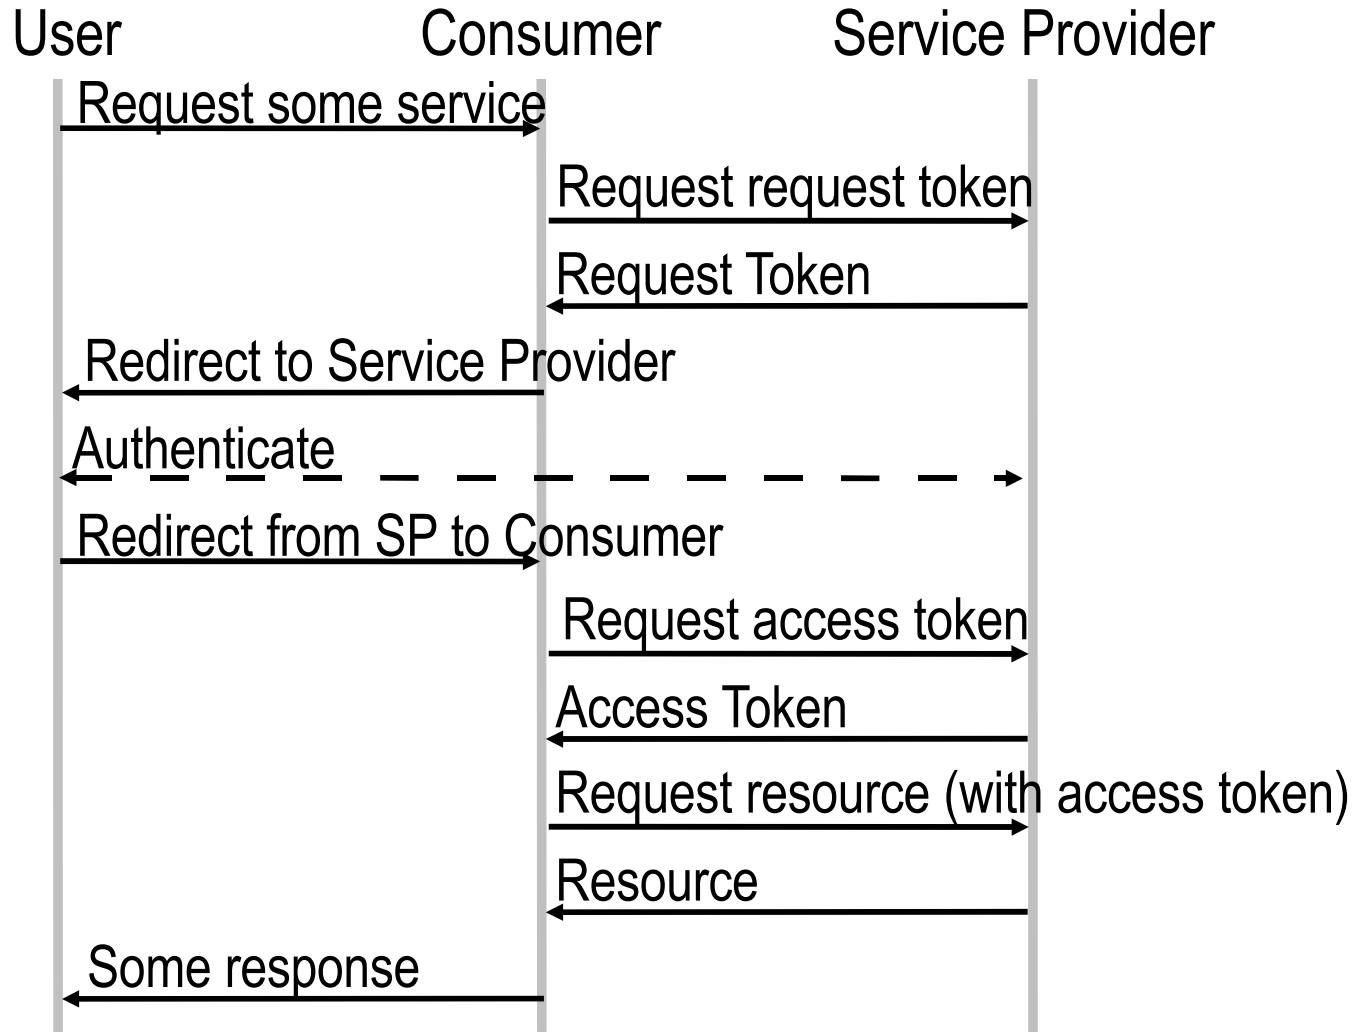 User
Consumer
Service Provider
Request some service
Request request token
Request Token
Redirect to Service Provider
Authenticate
Redirect from SP to Consumer
Request access token
Access Token
Request resource (with access token)
Resource
Some response